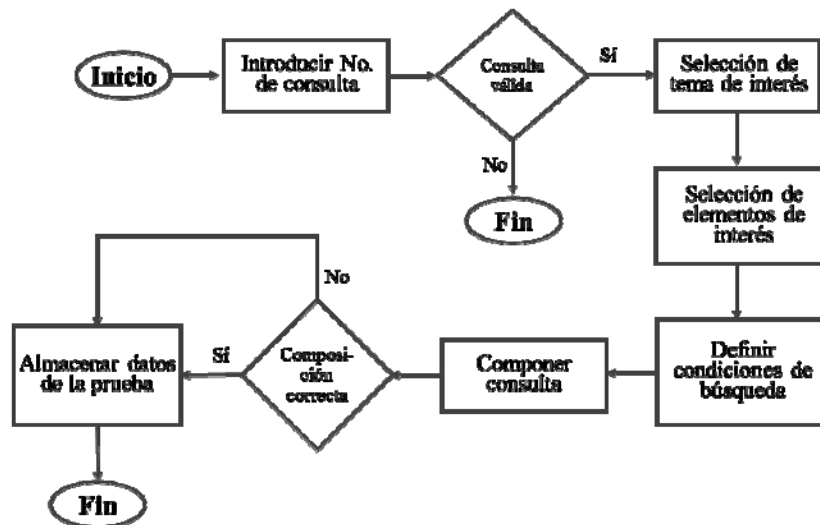 Inicio
Introducir No.
de consulta
Consulta
válida
Sí
Selección de
tema de interés
No
Fin
Selección de
elementos de
interés
Definir
condiciones de
búsqueda
Componer
consulta
Composi-
ción
correcta
No
Sí
Almacenar datos
de la prueba
Fin